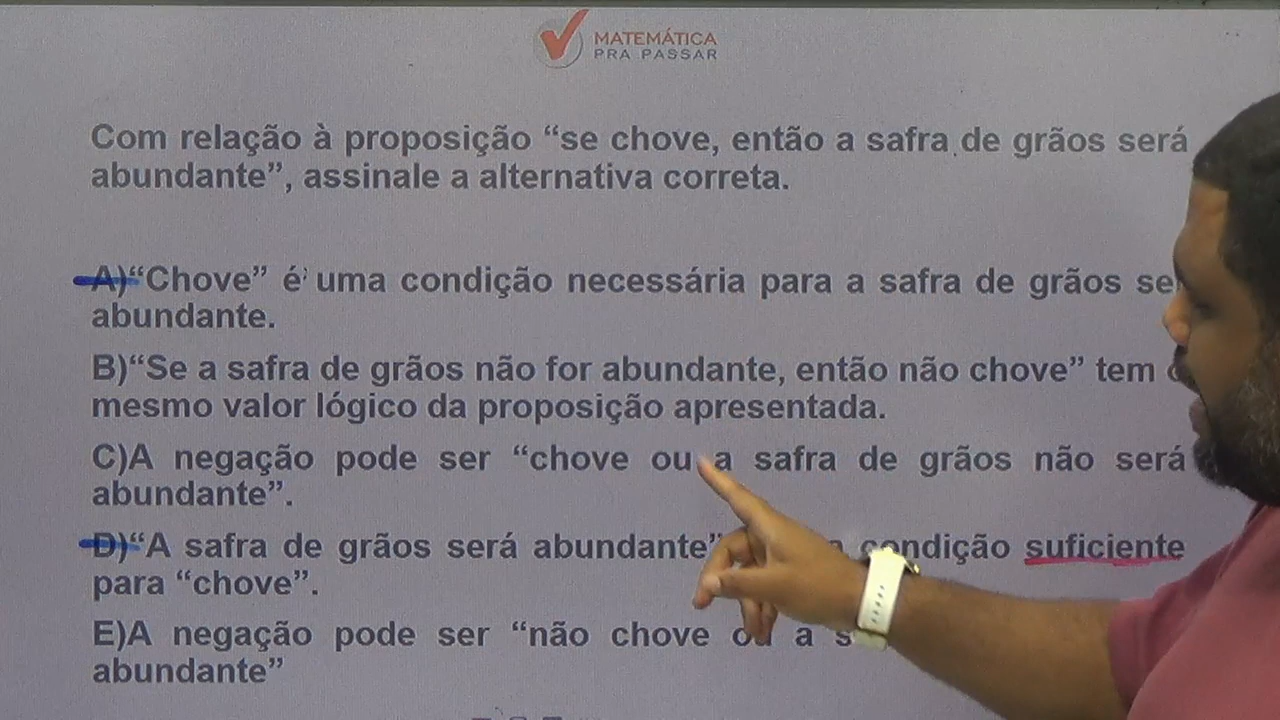 MATEMÁTICA
PRA PASSAR
Com relação à proposição “se chove, então a safra de grãos será
abundante”, assinale a alternativa correta.
A)“Chove” é uma condição necessária para a safra de grãos
abundante.
B)“Se a safra de grãos não for abundante, então não chove” tem
mesmo valor lógico da proposição apresentada.
C)A negação pode ser “chove ou a safra de grãos não será
abundante”.
D)“A safra de grãos será abundante” condição suficiente
para “chove”.
E)A negação pode ser “não chove ou a
abundante”